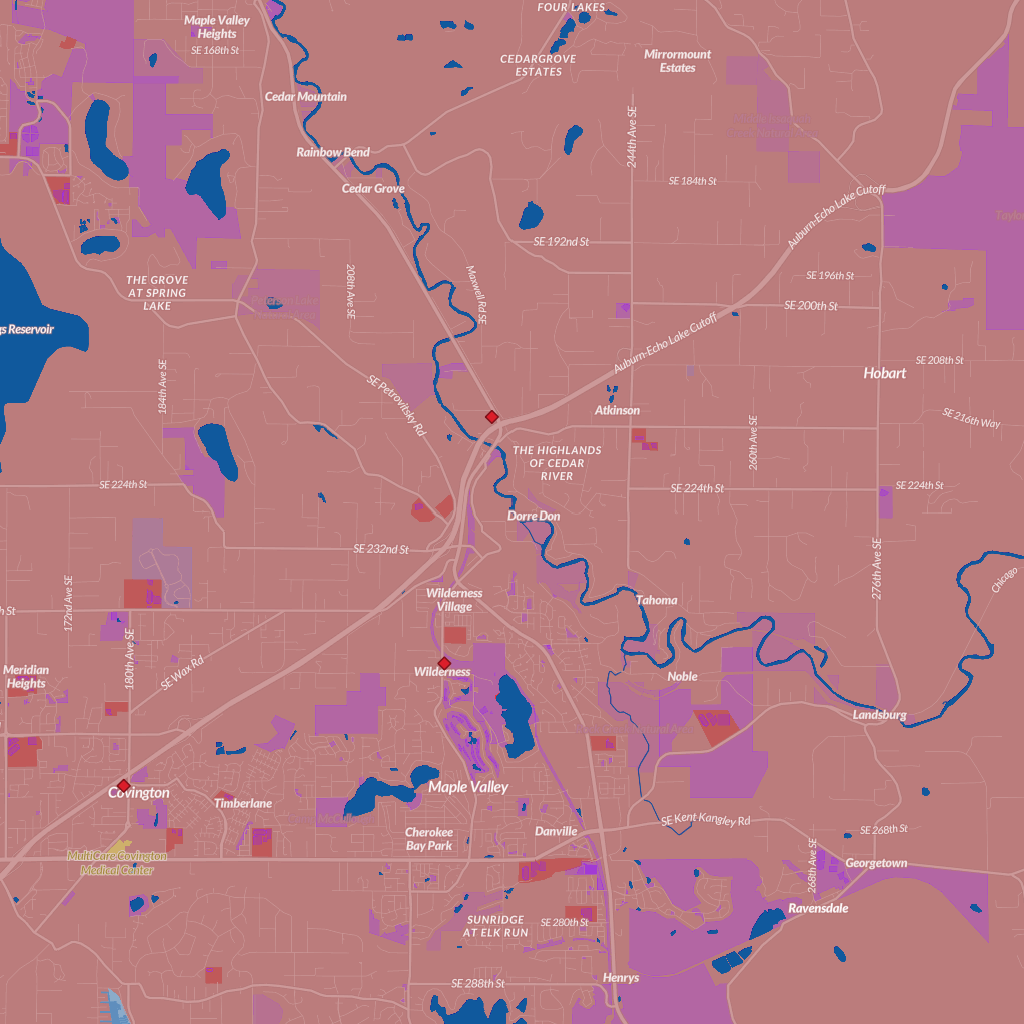 FOUR LAKES
Maple Valley
Heights
SE 168th St
CEDARGROVE
ESTATES
Mirrormount
Estates
Cedar Mountain
244th Ave SE
Rainbow Bend
Cedar Grove
SE 184th St
Auburn-Echo Lake Cutoff
Taylo
SE 192nd St
THE GROVE
AT SPRING
LAKE
208th Ave SE
Maxwell Rd SE
SE 196th St
Petrovitsky Lake
SE 200th St
gs Reservoir
Auburn-Echo Lake Cutoff
SE 208th St
184th Ave SE
Hobart
SE Petrovitsky Rd
Atkinson
SE 216th Way
260th Ave SE
THE HIGHLANDS
OF CEDAR
RIVER
SE 224th St
SE 224th St
SE 224th St
Dorre Don
SE 232nd St
276th Ave SE
Chicago
172nd Ave SE
Wilderness
Village
Tahoma
h St
180th Ave SE
SE Wax Rd
Meridian
Heights
Wilderness
Noble
Landsburg
Covington
Maple Valley
Timberlane
Cherokee
Bay Park
Danville
SE Kent Kangley Rd
SE 268th St
MultiCare Covington
Medical Center
268th Ave SE
Georgetown
Ravensdale
SUNRIDGE
AT ELK RUN
SE 280th St
Henrys
SE 288th St